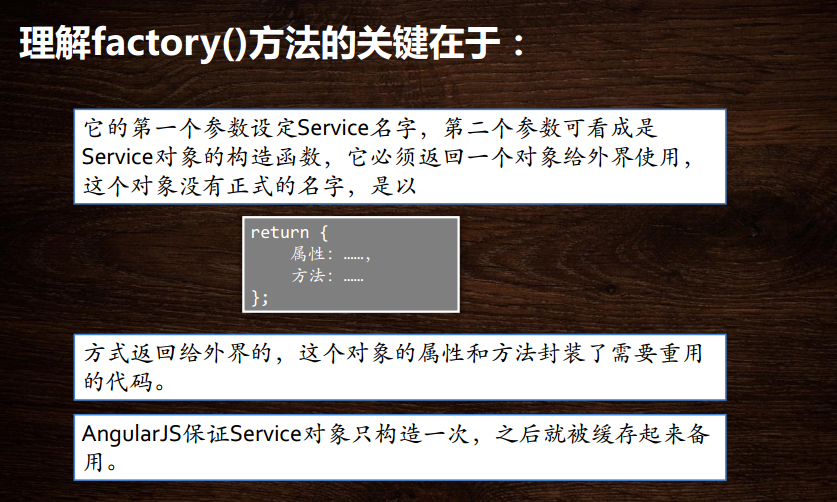 理解factory()方法的关键在于：
它的第一个参数设定Service名字，第二个参数可看成是
Service对象的构造函数，它必须返回一个对象给外界使用，
这个对象没有正式的名字，是以
return {
属性：……，
方法：……
};
方式返回给外界的，这个对象的属性和方法封装了需要重用
的代码。
AngularJS保证Service对象只构造一次，之后就被缓存起来备
用。